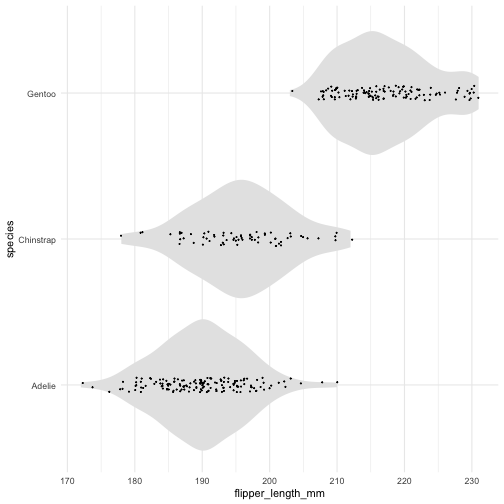 Gentoo
Chinstrap
Adelie
species
170 180 190 200 210 220 230
flipper_length_mm